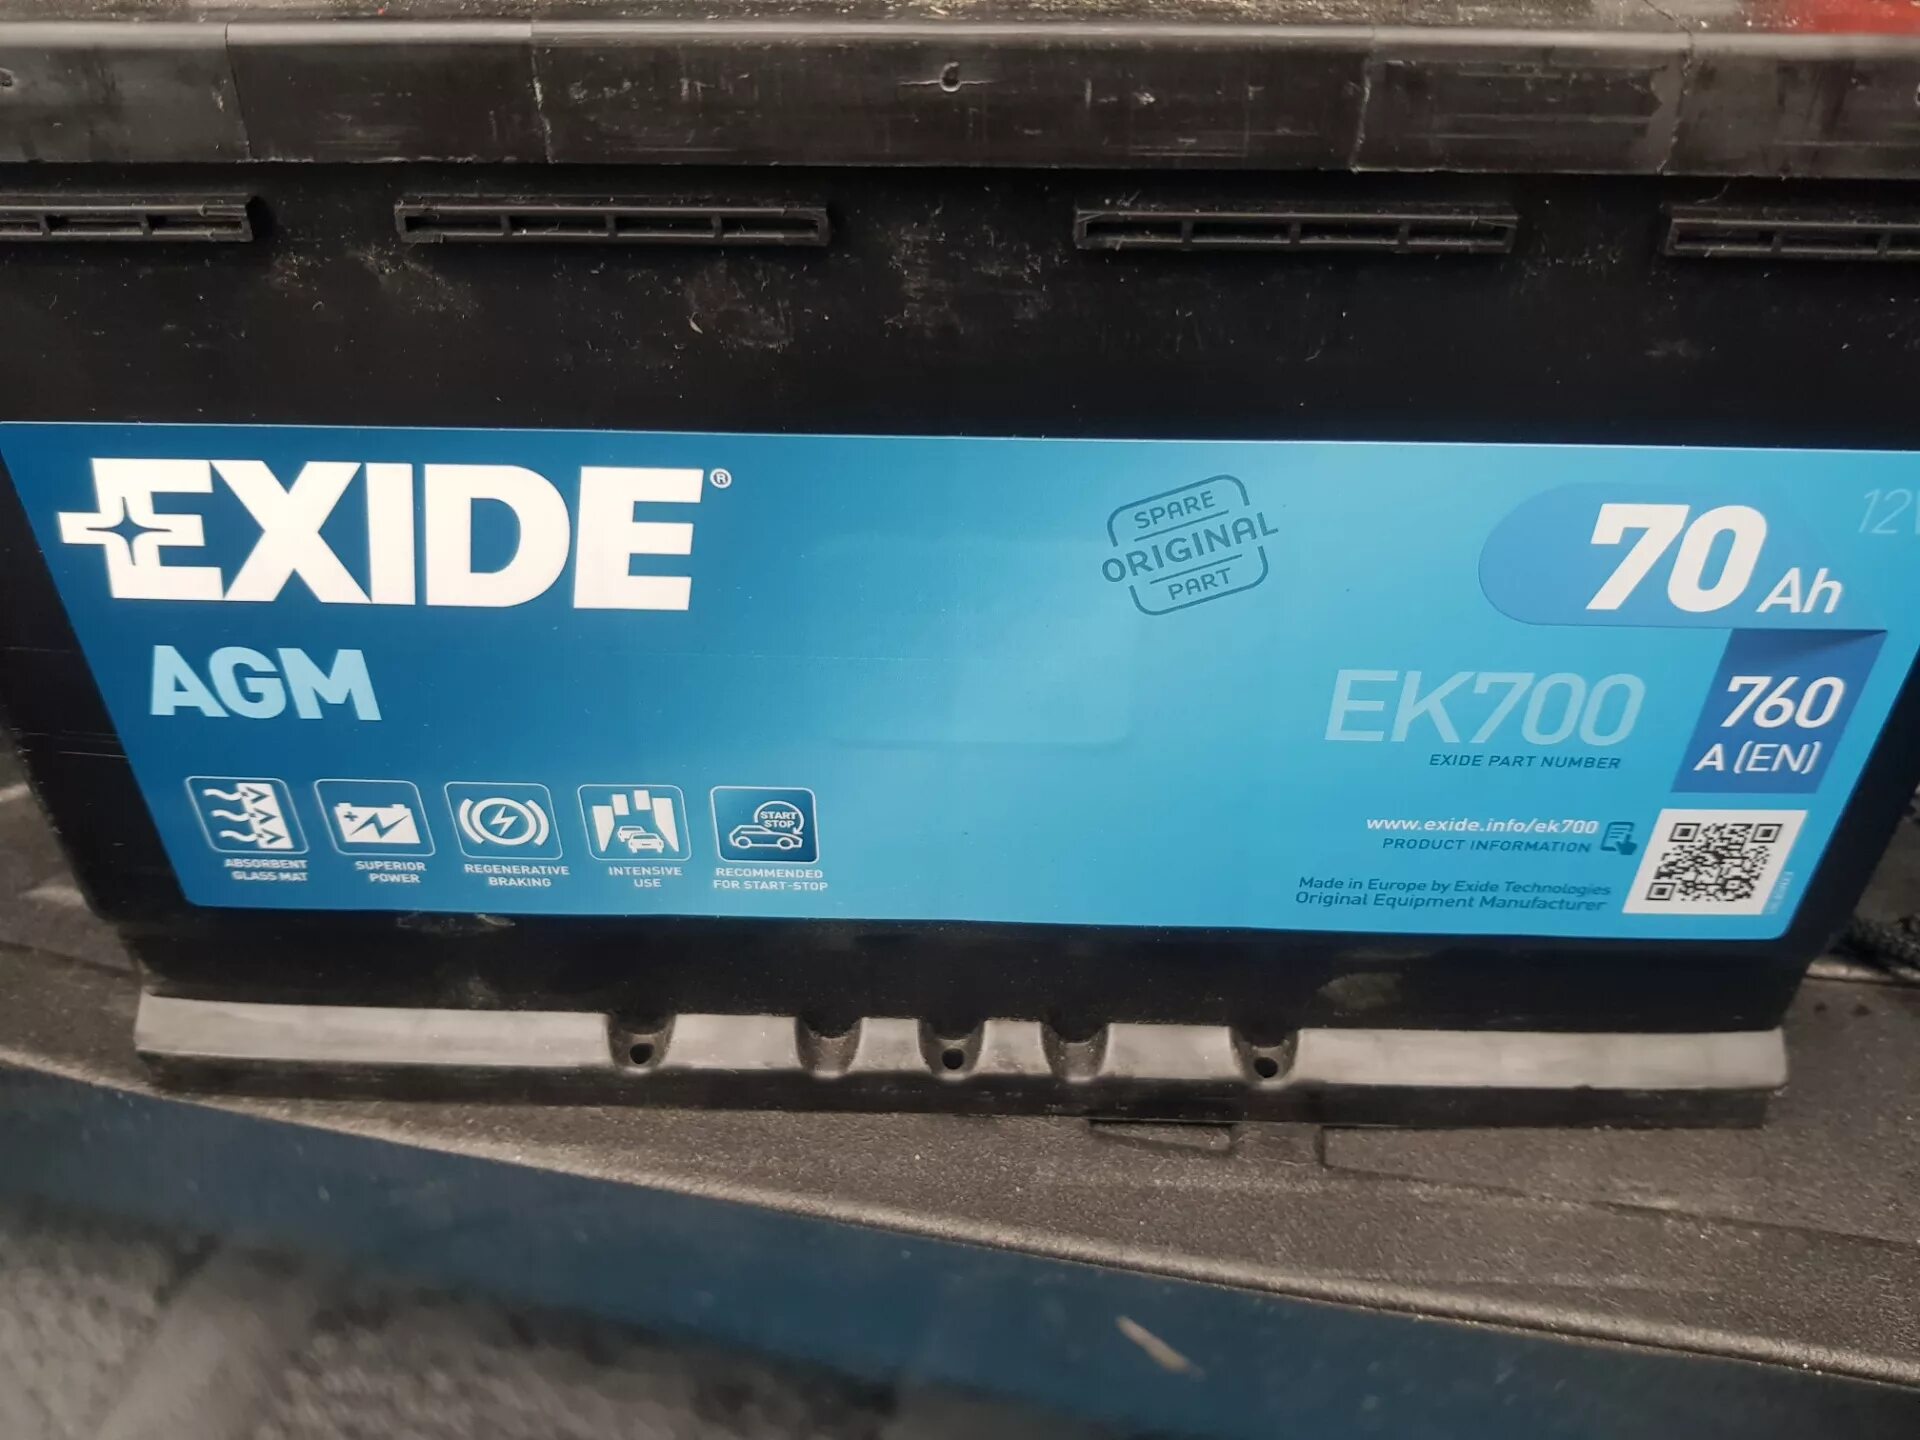 EXIDE®
AGM
ABSORBENT
GLASS MAT
SUPERIOR
POWER
REGENERATIVE
BRAKING
INTENSIVE
USE
START
STOP
RECOMMENDED
FOR START-STOP
SPARE
ORIGINAL
PART
12V
70 Ah
EK700
EXIDE PART NUMBER
760
A (EN)
www.exide.info/ek700
PRODUCT INFORMATION
Made in Europe by Exide Technologies
Original Equipment Manufacturer